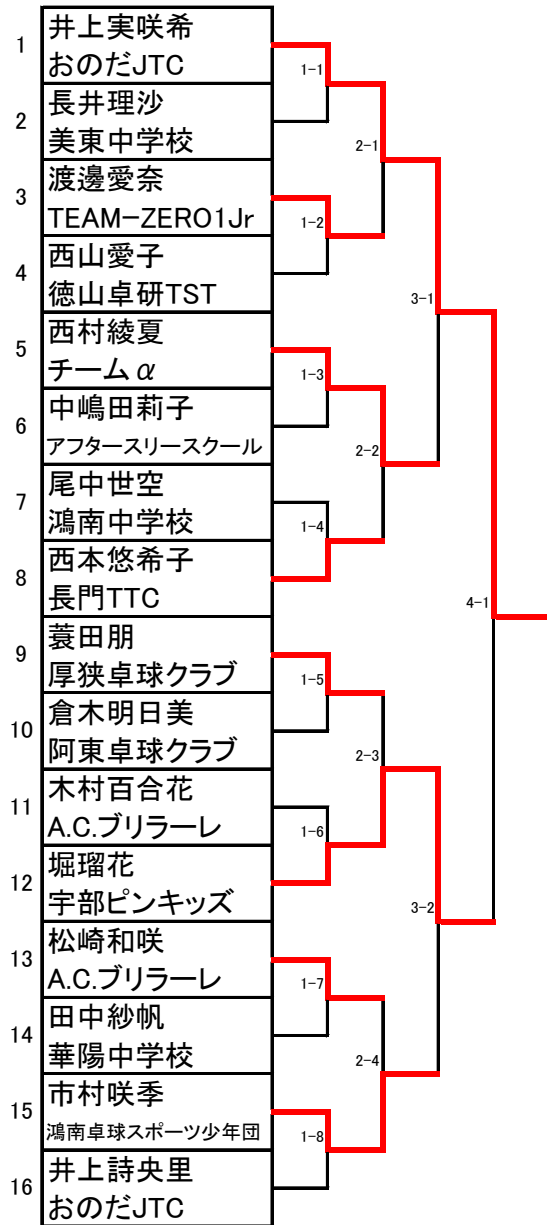 1
井上実咲希
おのだJTC
2
長井理沙
美東中学校
3
渡邊愛奈
TEAM-ZERO1Jr
4
西山愛子
徳山卓研TST
5
西村綾夏
チームα
6
中嶋田莉子
アフタースリースクール
7
尾中世空
鴻南中学校
8
西本悠希子
長門TTC
9
蓑田朋
厚狭卓球クラブ
10
倉木明日美
阿東卓球クラブ
11
木村百合花
A.C.ブリラーレ
12
堀瑠花
宇部ピンキッズ
13
松崎和咲
A.C.ブリラーレ
14
田中紗帆
華陽中学校
15
市村咲季
鴻南卓球スポーツ少年団
16
井上詩央里
おのだJTC
1-1
1-2
1-3
1-4
1-5
1-6
1-7
1-8
2-1
2-2
2-3
2-4
3-1
3-2
4-1